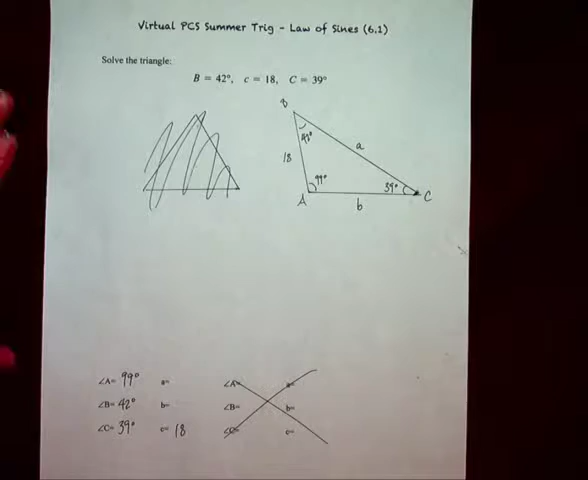 Virtual PCS Summer Trig - Law of Sines (6.1)
Solve the triangle:
B = 42°, c = 18, C = 39°
B
42°
a
18
99°
39°
A
b
C
∠A= 99° a= ∠A= a=
∠B= 42° b= ∠B= b=
∠C= 39° c= 18 ∠C= c=